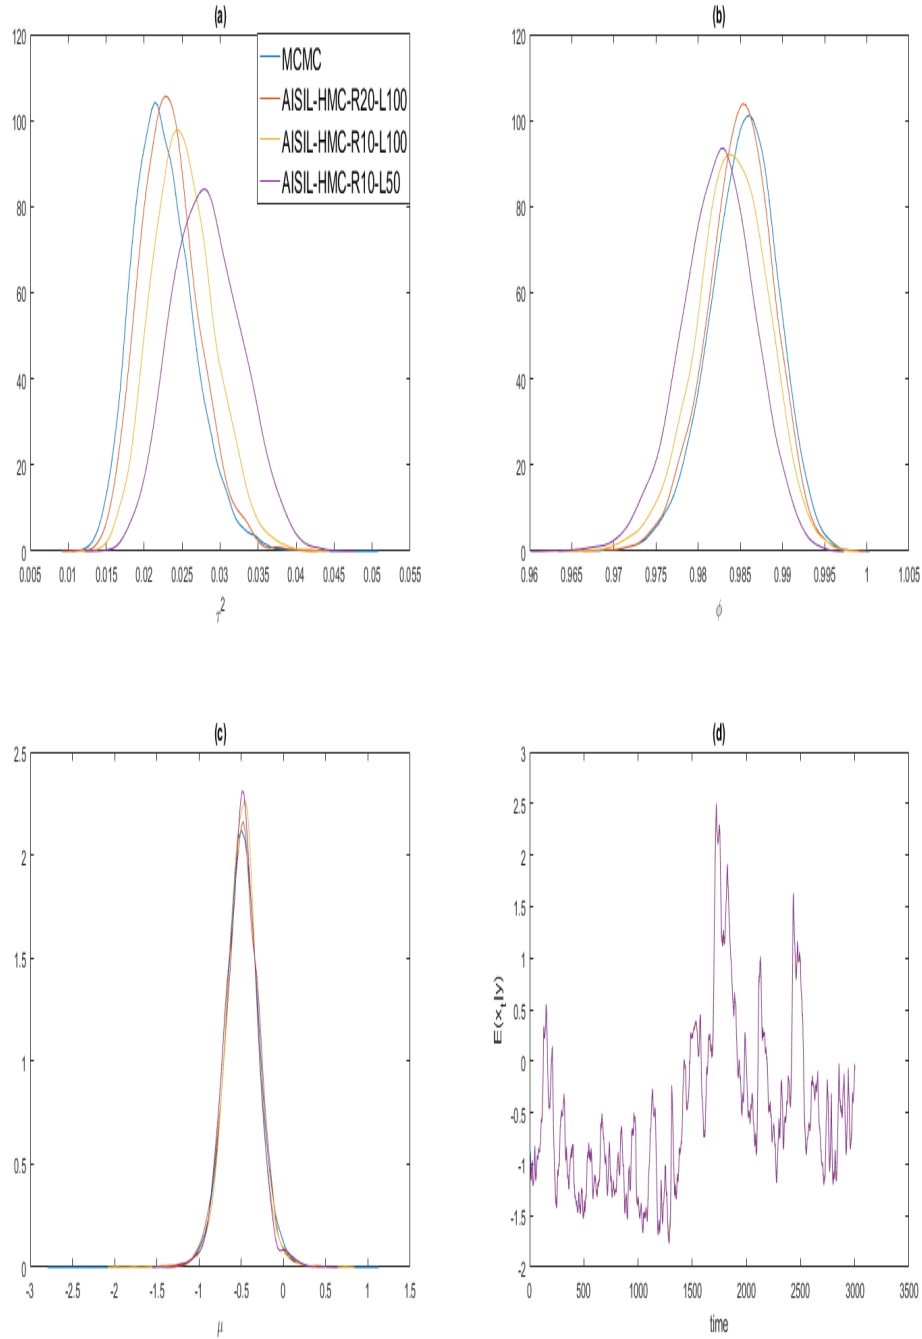 (a)
120
100
80
60
40
20
0
0.005 0.01 0.015 0.02 0.025 0.03 0.035 0.04 0.045 0.05 0.055
τ²
MCMC
AISIL-HMC-R20-L100
AISIL-HMC-R10-L100
AISIL-HMC-R10-L50
(b)
120
100
80
60
40
20
0
0.96 0.965 0.97 0.975 0.98 0.985 0.99 0.995 1 1.005
ϕ
(c)
2.5
2
1.5
1
0.5
0
-3 -2.5 -2 -1.5 -1 -0.5 0 0.5 1 1.5
μ
(d)
3
2.5
2
1.5
1
0.5
0
-0.5
-1
-1.5
-2
E(x_t|y)
0 500 1000 1500 2000 2500 3000 3500
time